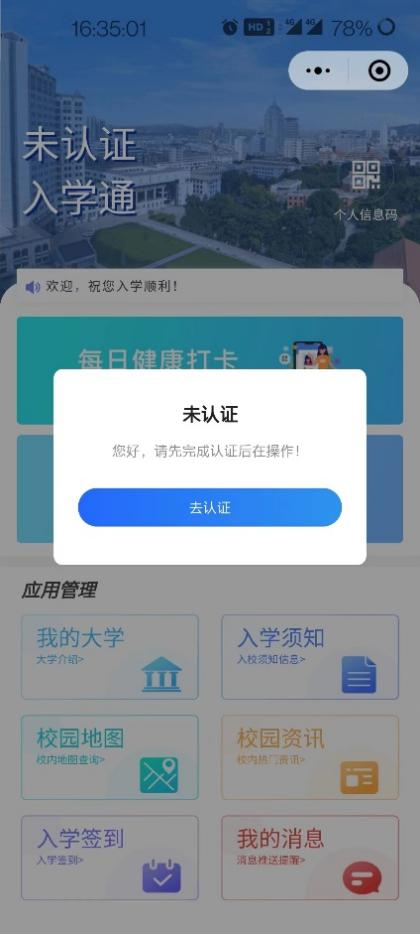 16:35:01
HD
4G
4G
78%
未认证
入学通
个人信息码
欢迎，祝您入学顺利！
每日健康打卡
未认证
您好，请先完成认证后在操作！
去认证
应用管理
我的大学
大学介绍>
入学须知
入校须知信息>
校园地图
校内地图查询>
校园资讯
校内热门资讯>
入学签到
入学签到>
我的消息
消息推送提醒>